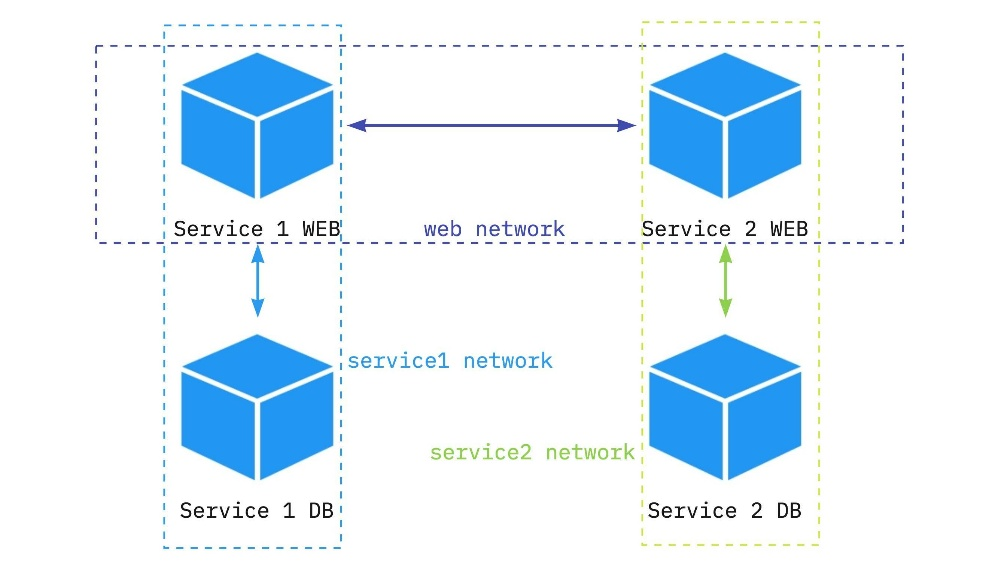 Service 1 WEB
web network
Service 2 WEB
service1 network
service2 network
Service 1 DB
Service 2 DB